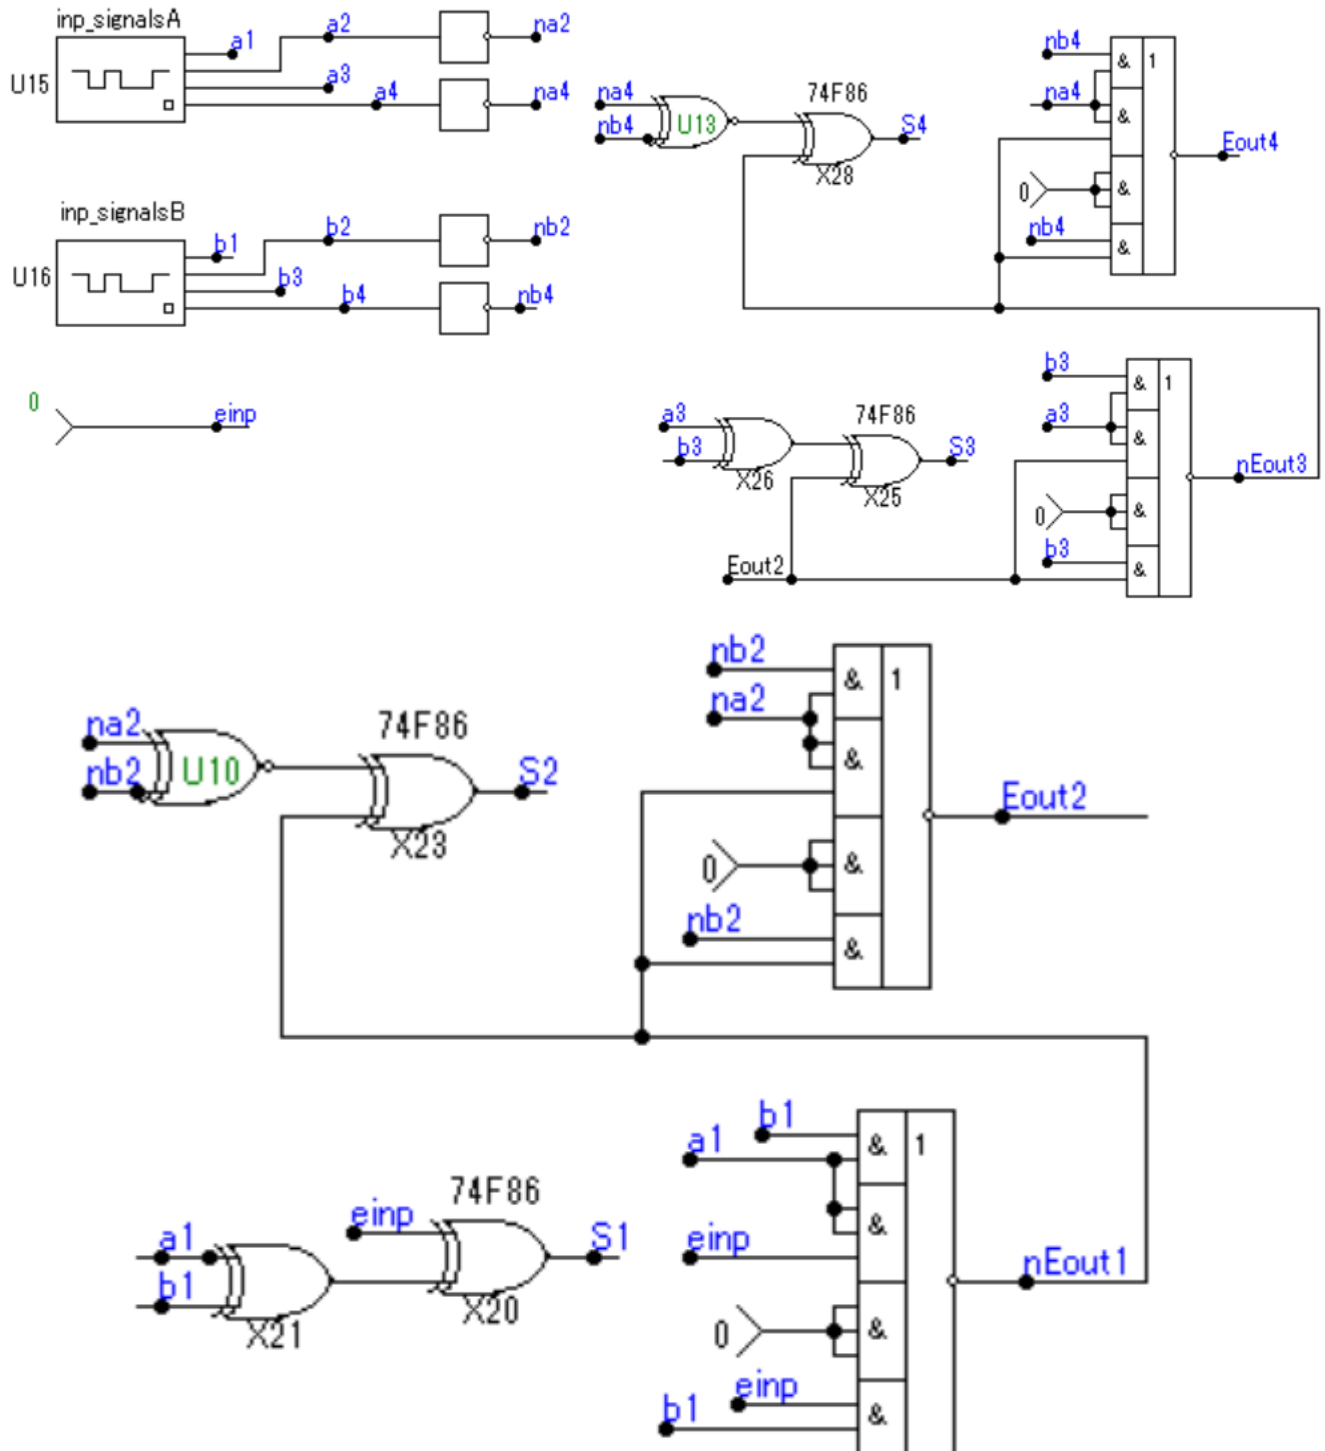 inp_signalsA
U15
a1
a2
a3
a4
na2
na4
inp_signalsB
U16
b1
b2
b3
b4
nb2
nb4
0
einp
na4
nb4
U13
74F86
X28
S4
nb4
na4
0
nb4
&
&
&
&
1
Eout4
a3
b3
X26
74F86
X25
S3
Eout2
b3
a3
0
b3
&
&
&
&
1
nEout3
na2
nb2
U10
74F86
X23
S2
nb2
na2
0
nb2
&
&
&
&
1
Eout2
a1
b1
X21
einp
74F86
X20
S1
b1
a1
einp
0
einp
b1
&
&
&
&
1
nEout1